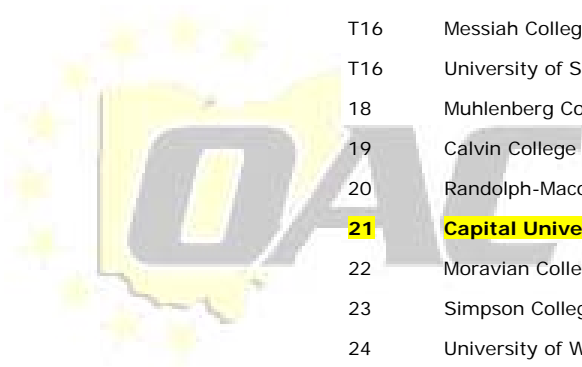 T16 Messiah Colleg
T16 University of S
18 Muhlenberg Co
19 Calvin College
20 Randolph-Maco
21 Capital Unive
22 Moravian Colle
23 Simpson Colleg
24 University of W
OAC